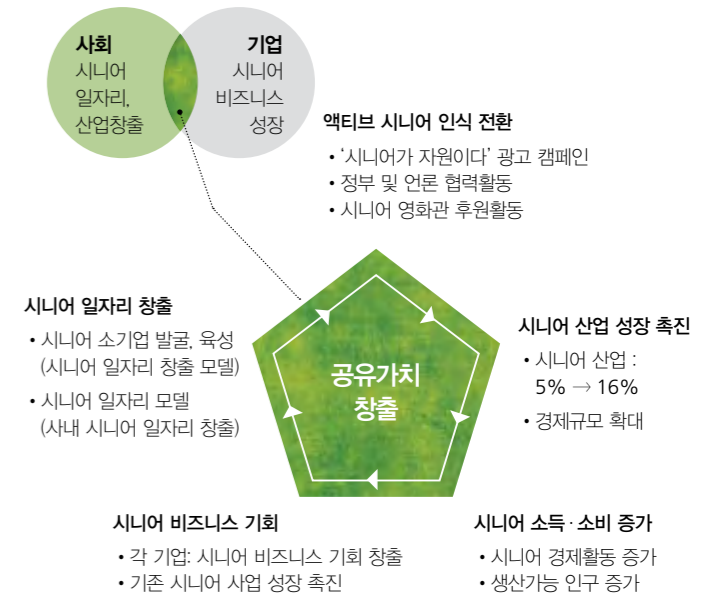 사회
시니어
일자리,
산업창출
기업
시니어
비즈니스
성장
액티브 시니어 인식 전환
• ‘시니어가 자원이다’ 광고 캠페인
• 정부 및 언론 협력활동
• 시니어 영화관 후원활동
시니어 일자리 창출
• 시니어 소기업 발굴, 육성
(시니어 일자리 창출 모델)
• 시니어 일자리 모델
(사내 시니어 일자리 창출)
공유가치
창출
시니어 산업 성장 촉진
• 시니어 산업 :
5% → 16%
• 경제규모 확대
시니어 비즈니스 기회
• 각 기업: 시니어 비즈니스 기회 창출
• 기존 시니어 사업 성장 촉진
시니어 소득 · 소비 증가
• 시니어 경제활동 증가
• 생산가능 인구 증가